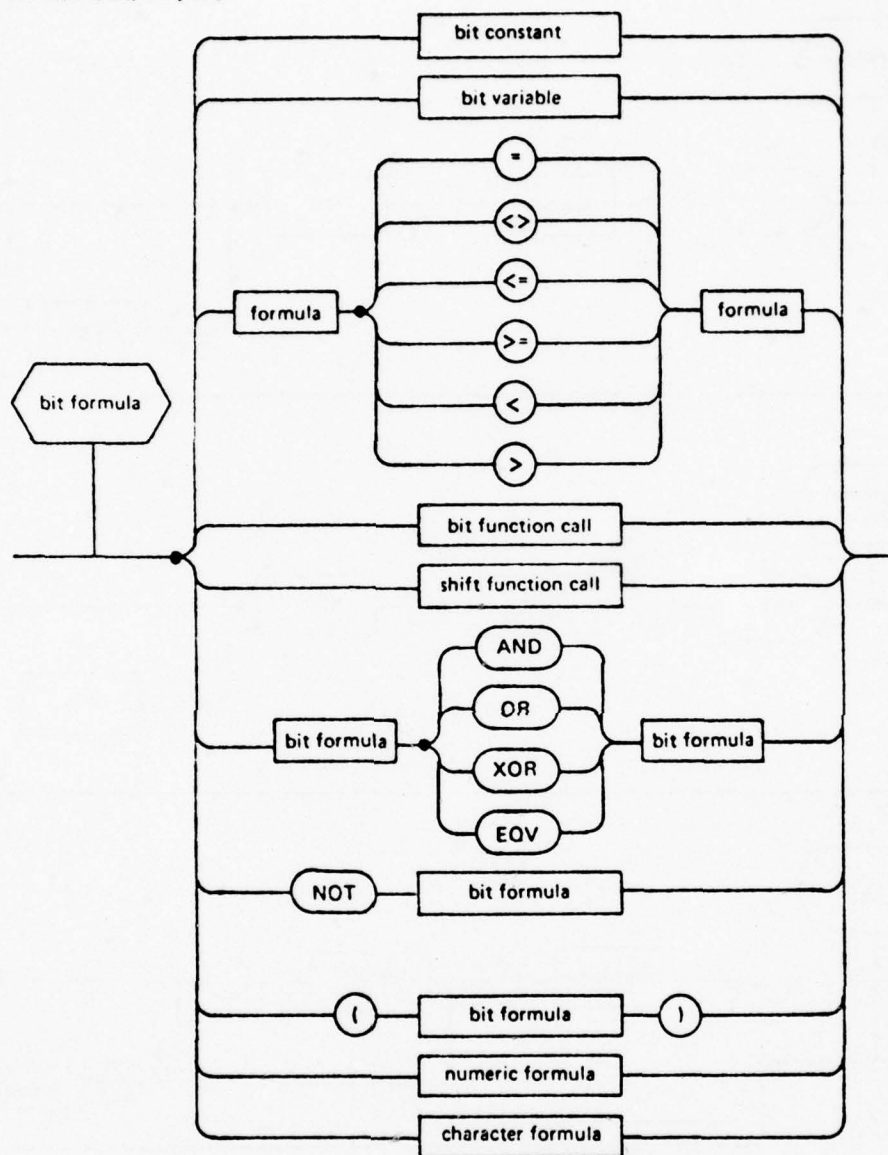 bit constant
bit variable
=
<>
<=
formula
formula
>=
<
bit formula
>
bit function call
shift function call
AND
OR
bit formula
bit formula
XOR
EQV
NOT
bit formula
(
bit formula
)
numeric formula
character formula